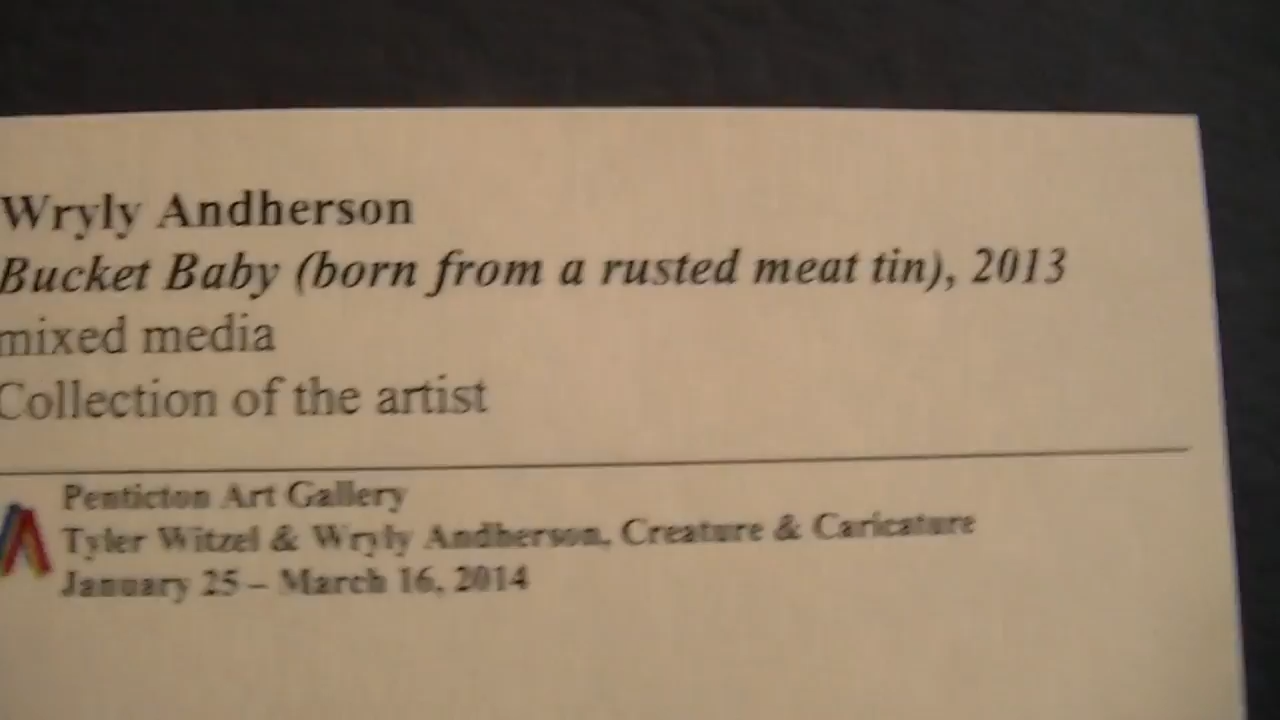 Wryly Andherson
Bucket Baby (born from a rusted meat tin), 2013
mixed media
Collection of the artist
Penticton Art Gallery
Tyler Witzel & Wryly Andherson, Creature & Caricature
January 25 – March 16, 2014